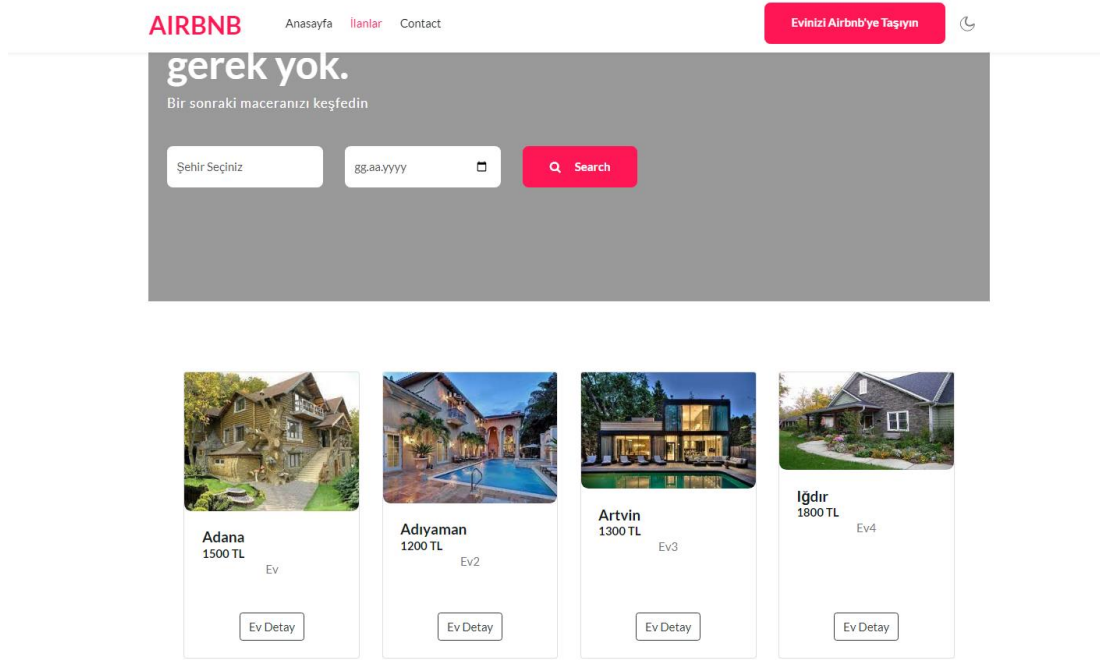 AIRBNB Anasayfa İlanlar Contact Evinizi Airbnb'ye Taşıyın
gerek yok.
Bir sonraki maceranızı keşfedin
Şehir Seçiniz gg.aa.yyyy Search
Adana
1500 TL
Ev
Ev Detay
Adıyaman
1200 TL
Ev2
Ev Detay
Artvin
1300 TL
Ev3
Ev Detay
Iğdır
1800 TL
Ev4
Ev Detay